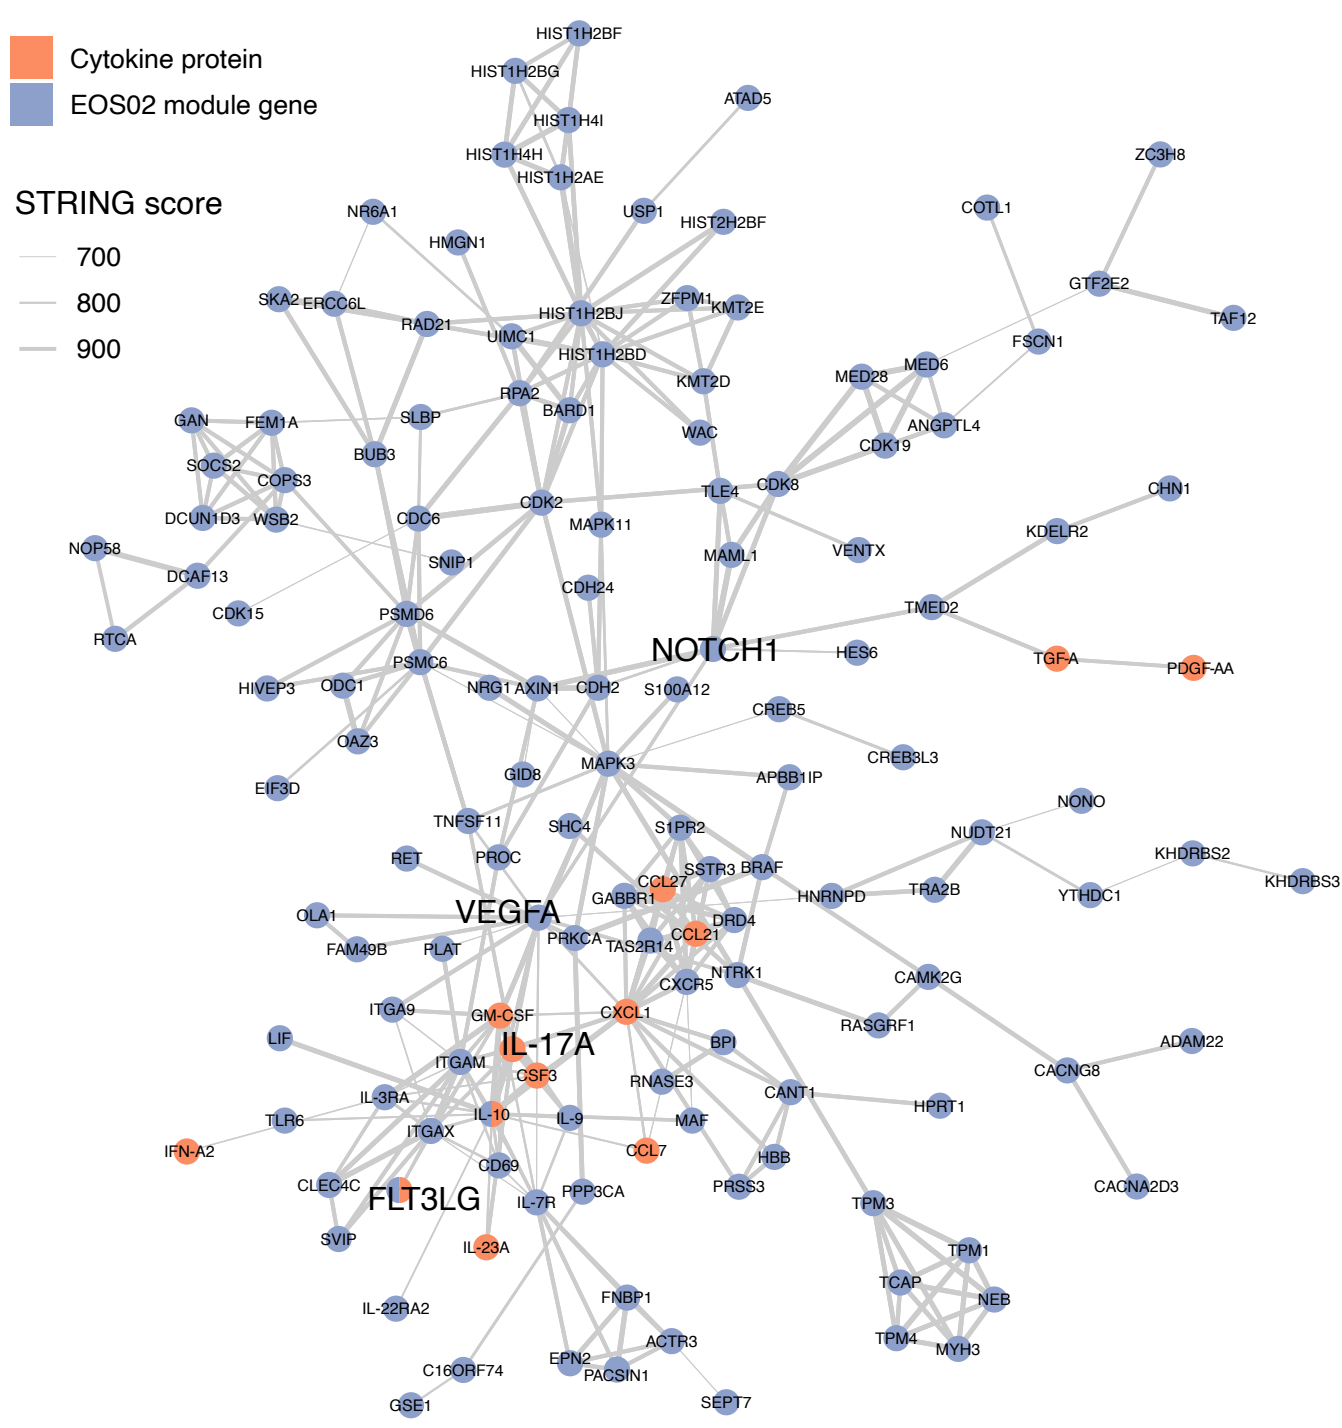 Cytokine protein
EOS02 module gene
STRING score
700
800
900
HIST1H2BF
HIST1H2BG
ATAD5
HIST1H4I
HIST1H4H
ZC3H8
HIST1H2AE
NR6A1
USP1
COTL1
HIST2H2BF
HMGN1
GTF2E2
SKA2
ERCC6L
ZFPM1
KMT2E
HIST1H2BJ
TAF12
RAD21
UIMC1
FSCN1
HIST1H2BD
MED6
MED28
KMT2D
RPA2
BARD1
GAN
FEM1A
SLBP
ANGPTL4
WAC
CDK19
BUB3
SOCS2
COPS3
CDK8
TLE4
CHN1
CDK2
DCUN1D3
WSB2
CDC6
MAPK11
KDELR2
NOP58
MAML1
VENTX
SNIP1
DCAF13
CDH24
CDK15
PSMD6
TMED2
RTCA
NOTCH1
HES6
TGF-A
PDGF-AA
PSMC6
HIVEP3
ODC1
NRG1
AXIN1
CDH2
S100A12
CREB5
OAZ3
CREB3L3
MAPK3
GID8
APBB1IP
EIF3D
NONO
TNFSF11
SHC4
S1PR2
NUDT21
RET
PROC
KHDRBS2
SSTR3
BRAF
CCL27
KHDRBS3
GABBR1
HNRNPD
TRA2B
YTHDC1
VEGFA
OLA1
DRD4
CCL21
PRKCA
TAS2R14
FAM49B
PLAT
NTRK1
CAMK2G
CXCR5
ITGA9
GM-CSF
CXCL1
RASGRF1
LIF
IL-17A
BPI
ADAM22
ITGAM
CSF3
CACNG8
RNASE3
CANT1
IL-3RA
HPRT1
IL-10
IL-9
TLR6
MAF
ITGAX
IFN-A2
CCL7
HBB
CD69
CLEC4C
FLT3LG
PRSS3
CACNA2D3
PPP3CA
IL-7R
TPM3
SVIP
IL-23A
TPM1
TCAP
FNBP1
NEB
IL-22RA2
TPM4
ACTR3
MYH3
EPN2
C16ORF74
PACSIN1
GSE1
SEPT7